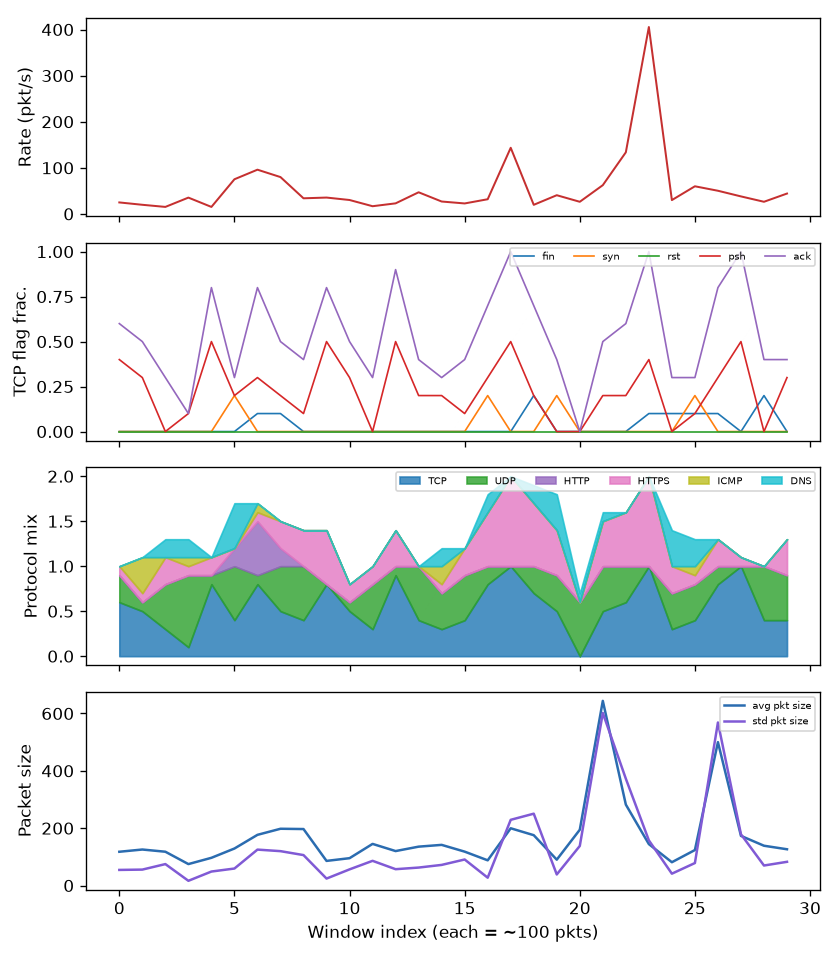 400
300
200
100
0
Rate (pkt/s)
1.00
0.75
0.50
0.25
0.00
TCP flag frac.
fin syn rst psh ack
2.0
1.5
1.0
0.5
0.0
Protocol mix
TCP UDP HTTP HTTPS ICMP DNS
600
400
200
0
Packet size
avg pkt size
std pkt size
0 5 10 15 20 25 30
Window index (each = ~100 pkts)